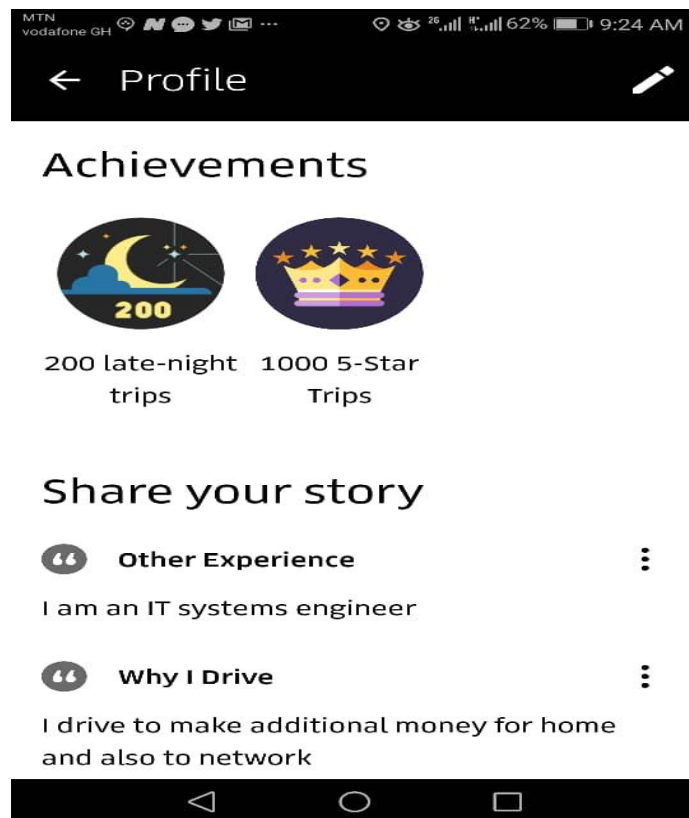 MTN
vodafone GH
62% 9:24 AM
Profile
Achievements
200
200 late-night
trips
1000 5-Star
Trips
Share your story
Other Experience
I am an IT systems engineer
Why I Drive
I drive to make additional money for home
and also to network